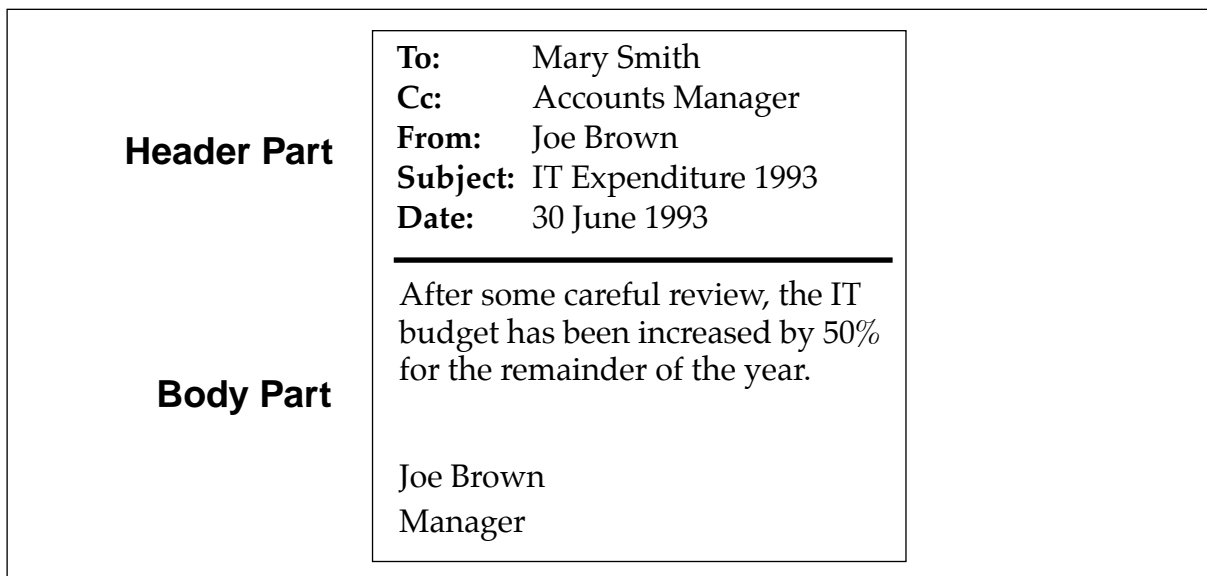 Header Part
To: Mary Smith
Cc: Accounts Manager
From: Joe Brown
Subject: IT Expenditure 1993
Date: 30 June 1993
Body Part
After some careful review, the IT
budget has been increased by 50%
for the remainder of the year.
Joe Brown
Manager